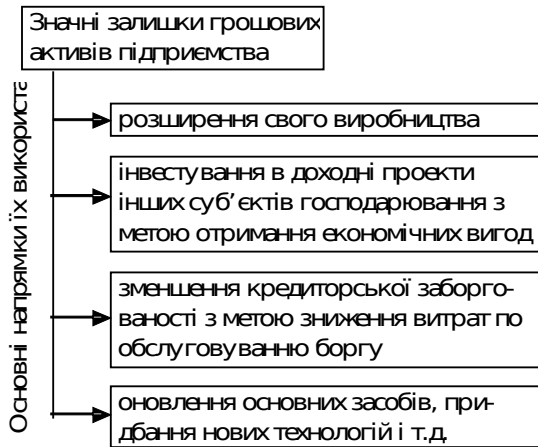 Значні залишки грошових
активів підприємства
Основні напрямки їх використа
розширення свого виробництва
інвестування в доходні проекти
інших суб’єктів господарювання з
метою отримання економічних вигод
зменшення кредиторської заборго-
ваності з метою зниження витрат по
обслуговуванню боргу
оновлення основних засобів, при-
дбання нових технологій і т.д.